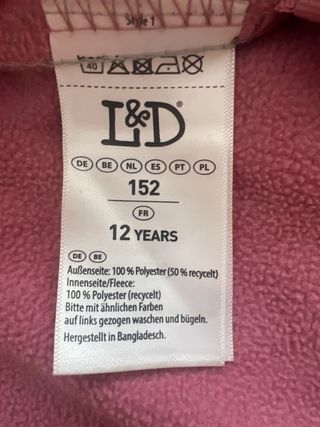 Style 1
40
L&D®
DE BE NL ES PT PL
152
FR
12 YEARS
DE BE
Außenseite: 100 % Polyester (50 % recycelt)
Innenseite/Fleece:
100 % Polyester (recycelt)
Bitte mit ähnlichen Farben
auf links gezogen waschen und bügeln.
Hergestellt in Bangladesch.